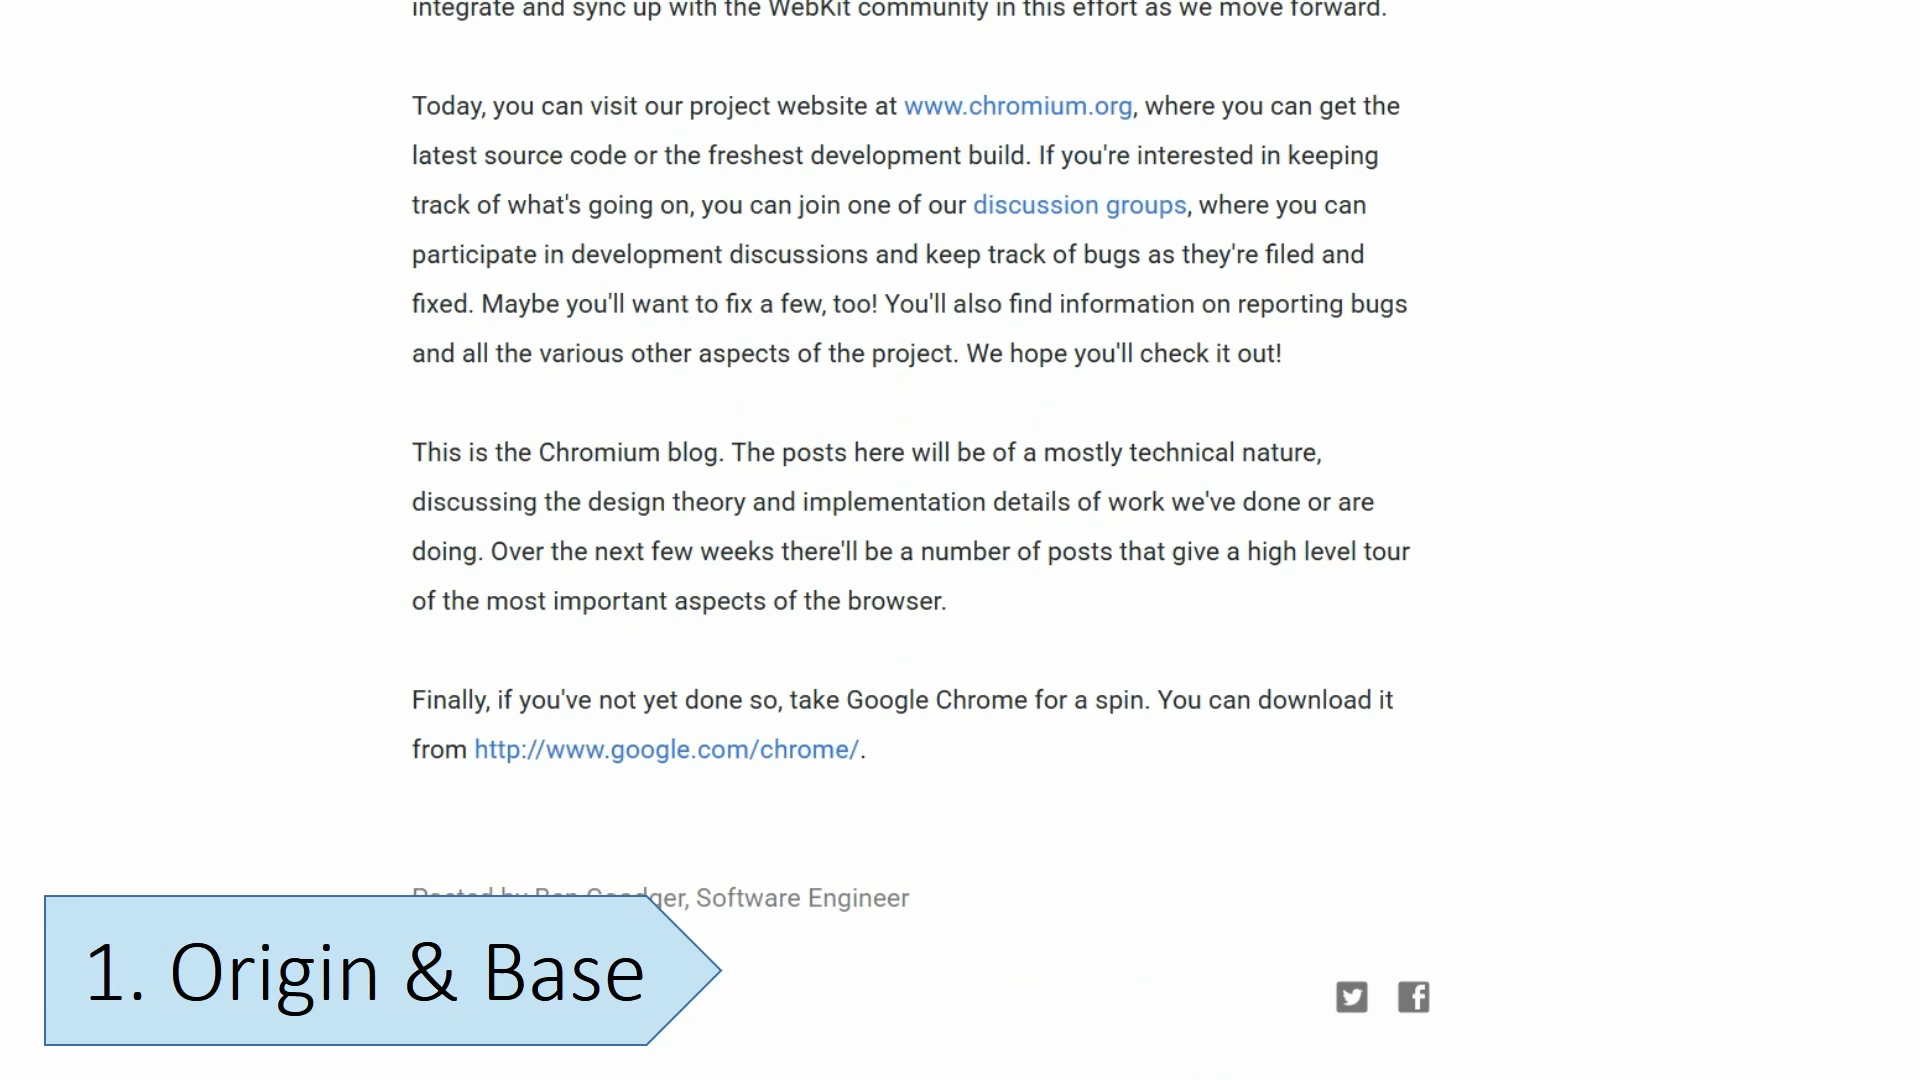 integrate and sync up with the WebKit community in this effort as we move forward.
Today, you can visit our project website at www.chromium.org, where you can get the
latest source code or the freshest development build. If you're interested in keeping
track of what's going on, you can join one of our discussion groups, where you can
participate in development discussions and keep track of bugs as they're filed and
fixed. Maybe you'll want to fix a few, too! You'll also find information on reporting bugs
and all the various other aspects of the project. We hope you'll check it out!
This is the Chromium blog. The posts here will be of a mostly technical nature,
discussing the design theory and implementation details of work we've done or are
doing. Over the next few weeks there'll be a number of posts that give a high level tour
of the most important aspects of the browser.
Finally, if you've not yet done so, take Google Chrome for a spin. You can download it
from http://www.google.com/chrome/.
Posted by Ben Goodger, Software Engineer
1. Origin & Base